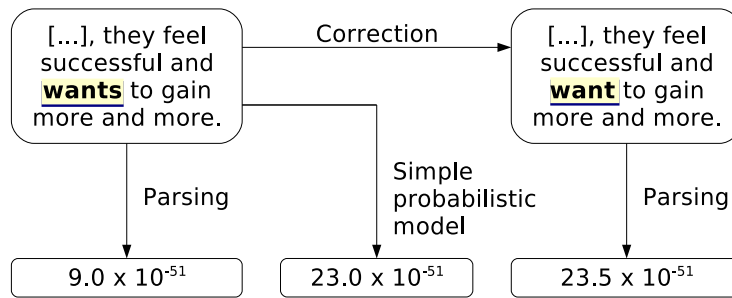 [...], they feel
successful and
wants to gain
more and more.
Correction
[...], they feel
successful and
want to gain
more and more.
Parsing
Simple
probabilistic
model
Parsing
9.0 x 10⁻⁵¹
23.0 x 10⁻⁵¹
23.5 x 10⁻⁵¹